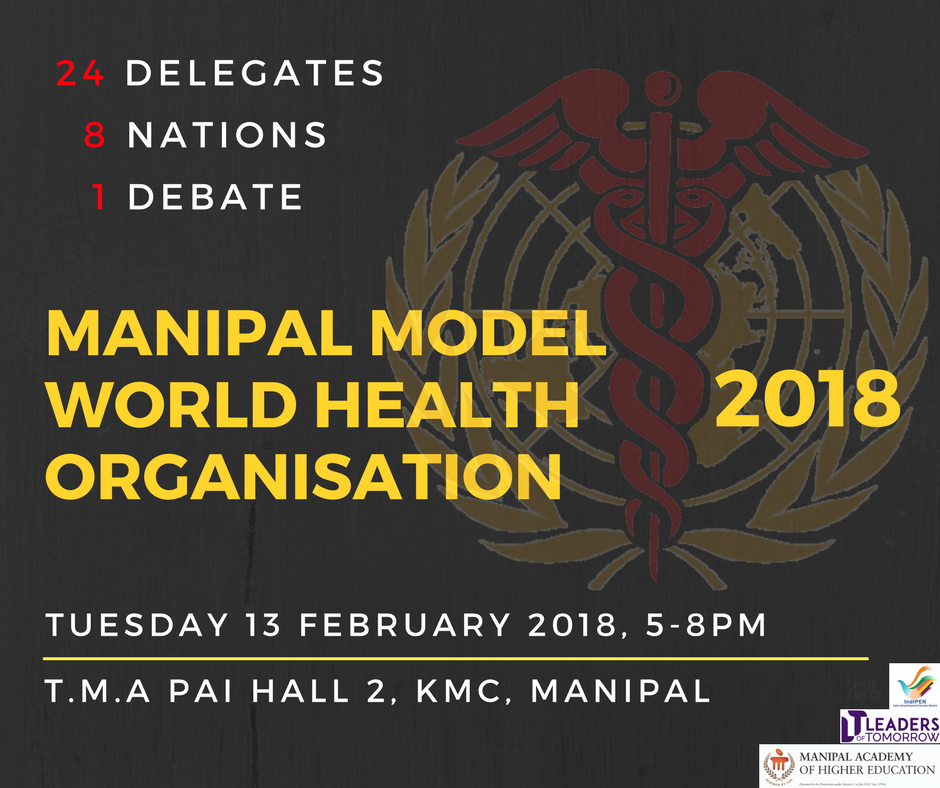 24 DELEGATES
8 NATIONS
1 DEBATE
MANIPAL MODEL
WORLD HEALTH
ORGANISATION
2018
TUESDAY 13 FEBRUARY 2018, 5-8PM
T.M.A PAI HALL 2, KMC, MANIPAL
IndIPEN
LEADERS
OF TOMORROW
MANIPAL ACADEMY
OF HIGHER EDUCATION